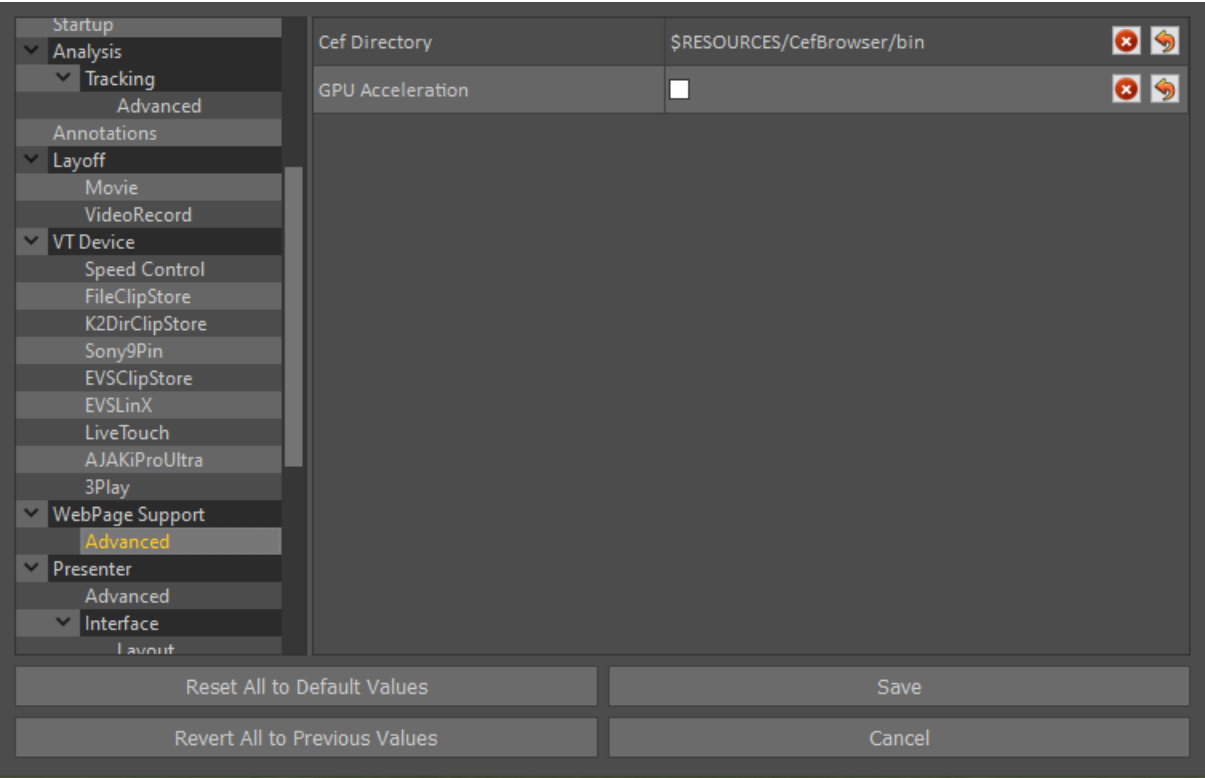 Startup
Analysis
Tracking
Advanced
Annotations
Layoff
Movie
VideoRecord
VT Device
Speed Control
FileClipStore
K2DirClipStore
Sony9Pin
EVSClipStore
EVSLinX
LiveTouch
AJAKiProUltra
3Play
WebPage Support
Advanced
Presenter
Advanced
Interface
Layout
Cef Directory $RESOURCES/CefBrowser/bin
GPU Acceleration
Reset All to Default Values
Save
Revert All to Previous Values
Cancel